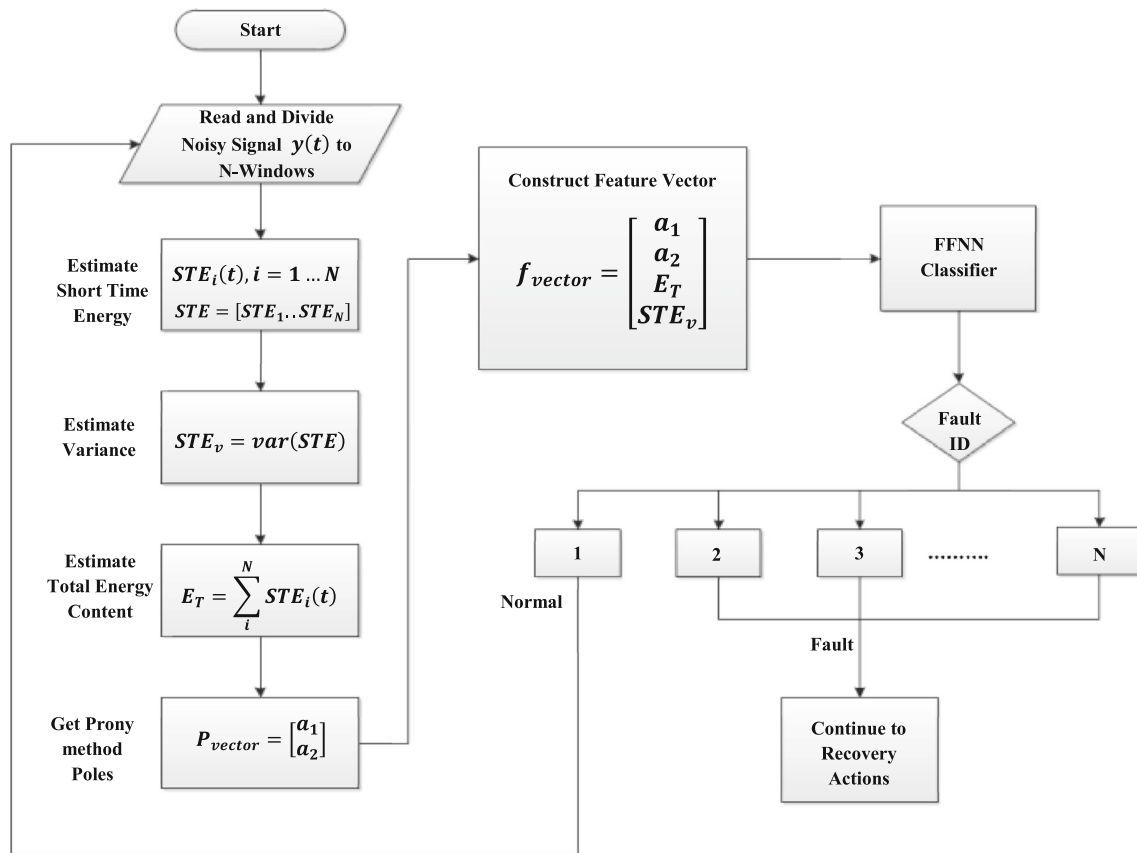 Start
Read and Divide
Noisy Signal y(t) to
N-Windows
Estimate
Short Time
Energy
STE_i(t), i = 1 … N
STE = [STE_1..STE_N]
Estimate
Variance
STE_v = var(STE)
Estimate
Total Energy
Content
E_T = ∑_i^N STE_i(t)
Get Prony
method
Poles
P_vector = [a_1 a_2]
Construct Feature Vector
f_vector = [a_1 a_2 E_T STE_v]
FFNN
Classifier
Fault
ID
1
2
3
..........
N
Normal
Fault
Continue to
Recovery
Actions